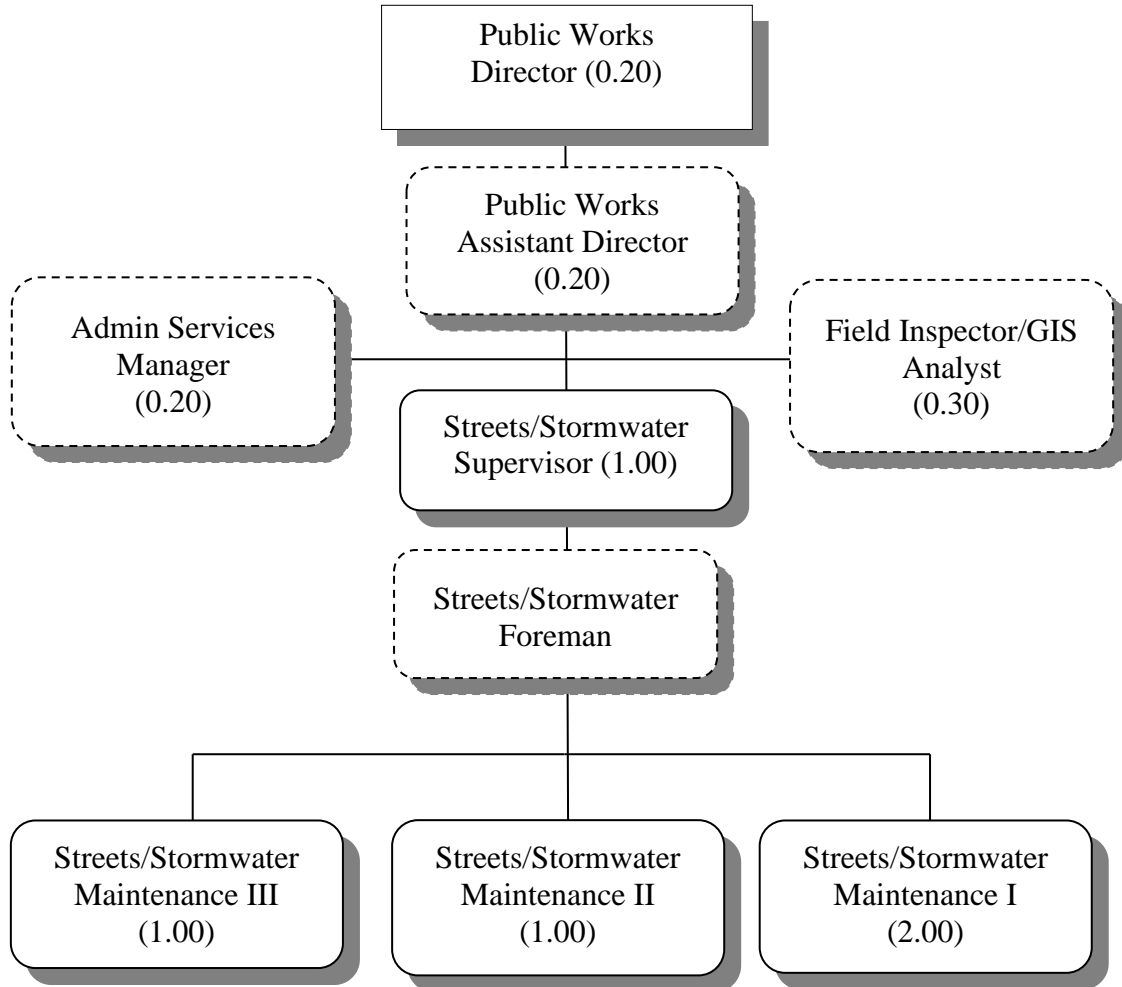 Public Works
Director (0.20)
Public Works
Assistant Director
(0.20)
Admin Services
Manager
(0.20)
Field Inspector/GIS
Analyst
(0.30)
Streets/Stormwater
Supervisor (1.00)
Streets/Stormwater
Foreman
Streets/Stormwater
Maintenance III
(1.00)
Streets/Stormwater
Maintenance II
(1.00)
Streets/Stormwater
Maintenance I
(2.00)